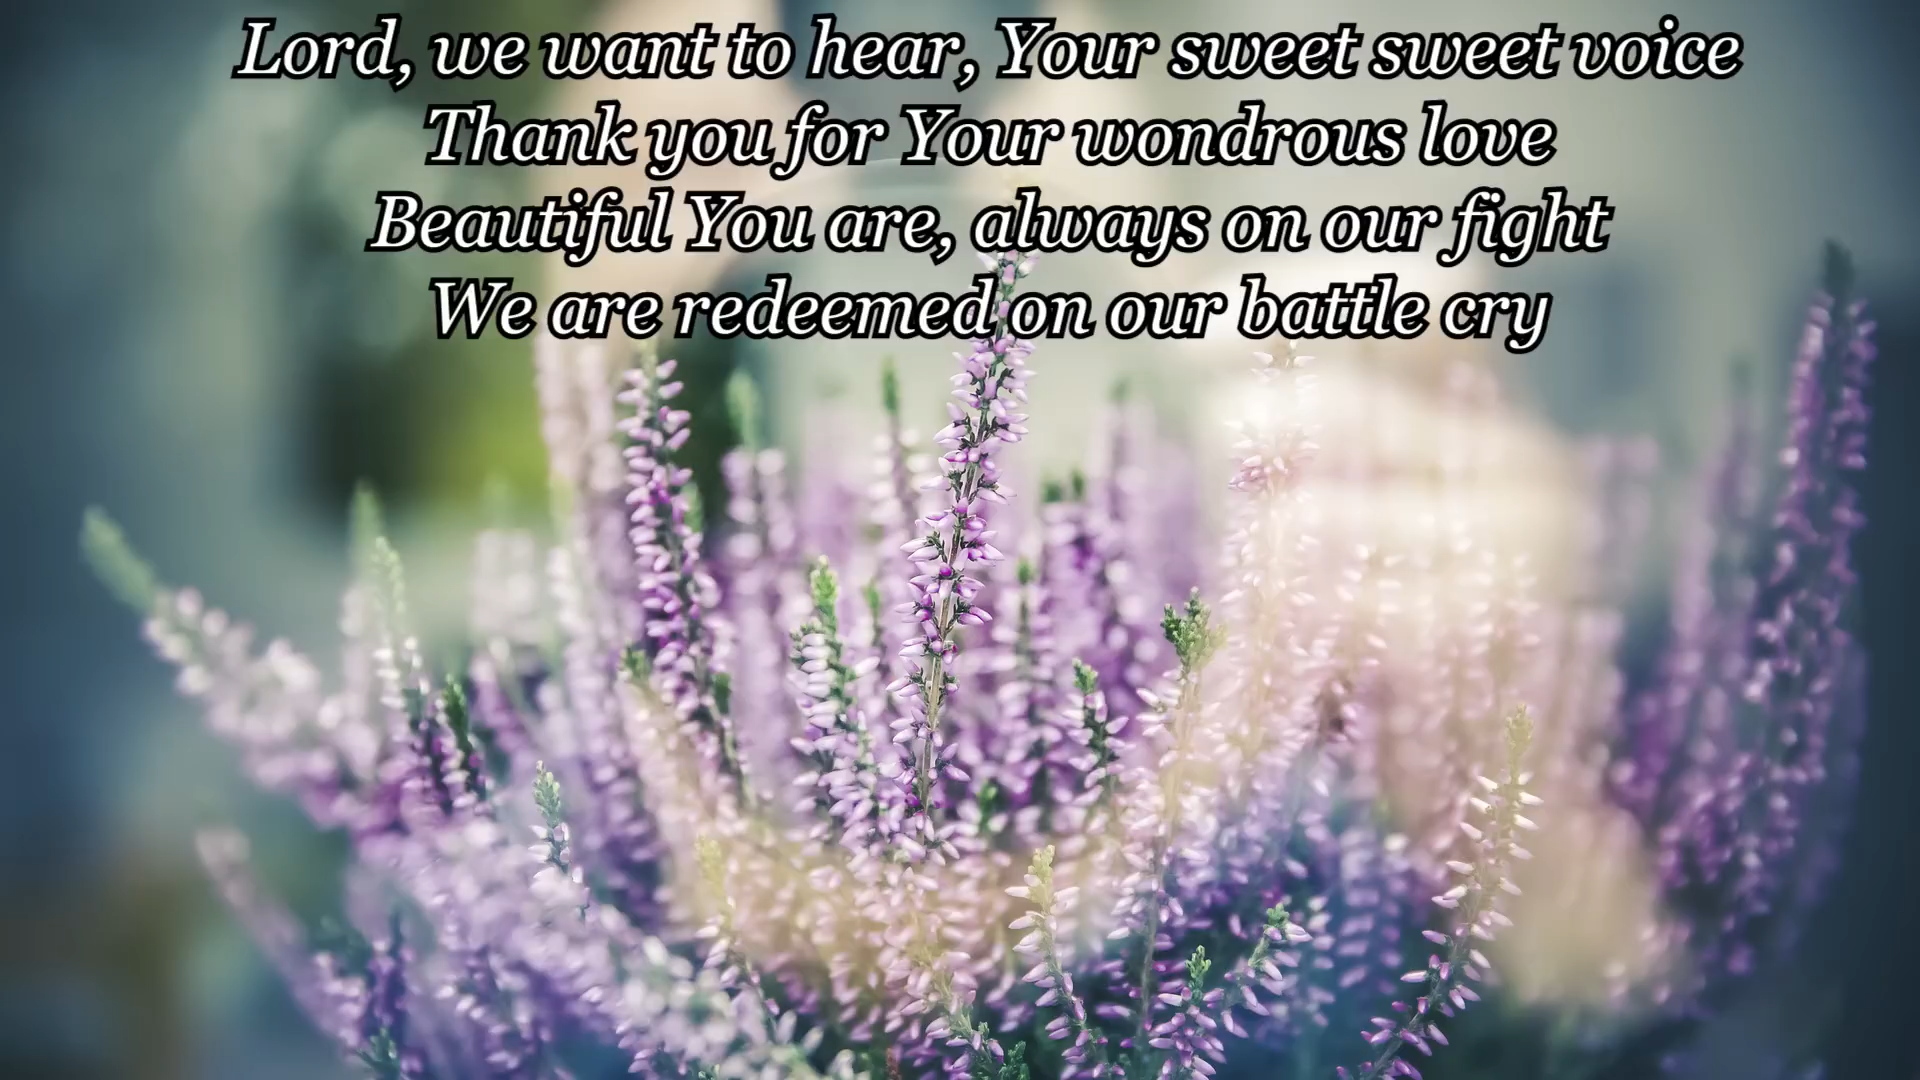 Lord, we want to hear, Your sweet sweet voice
Thank you for Your wondrous love
Beautiful You are, always on our fight
We are redeemed on our battle cry